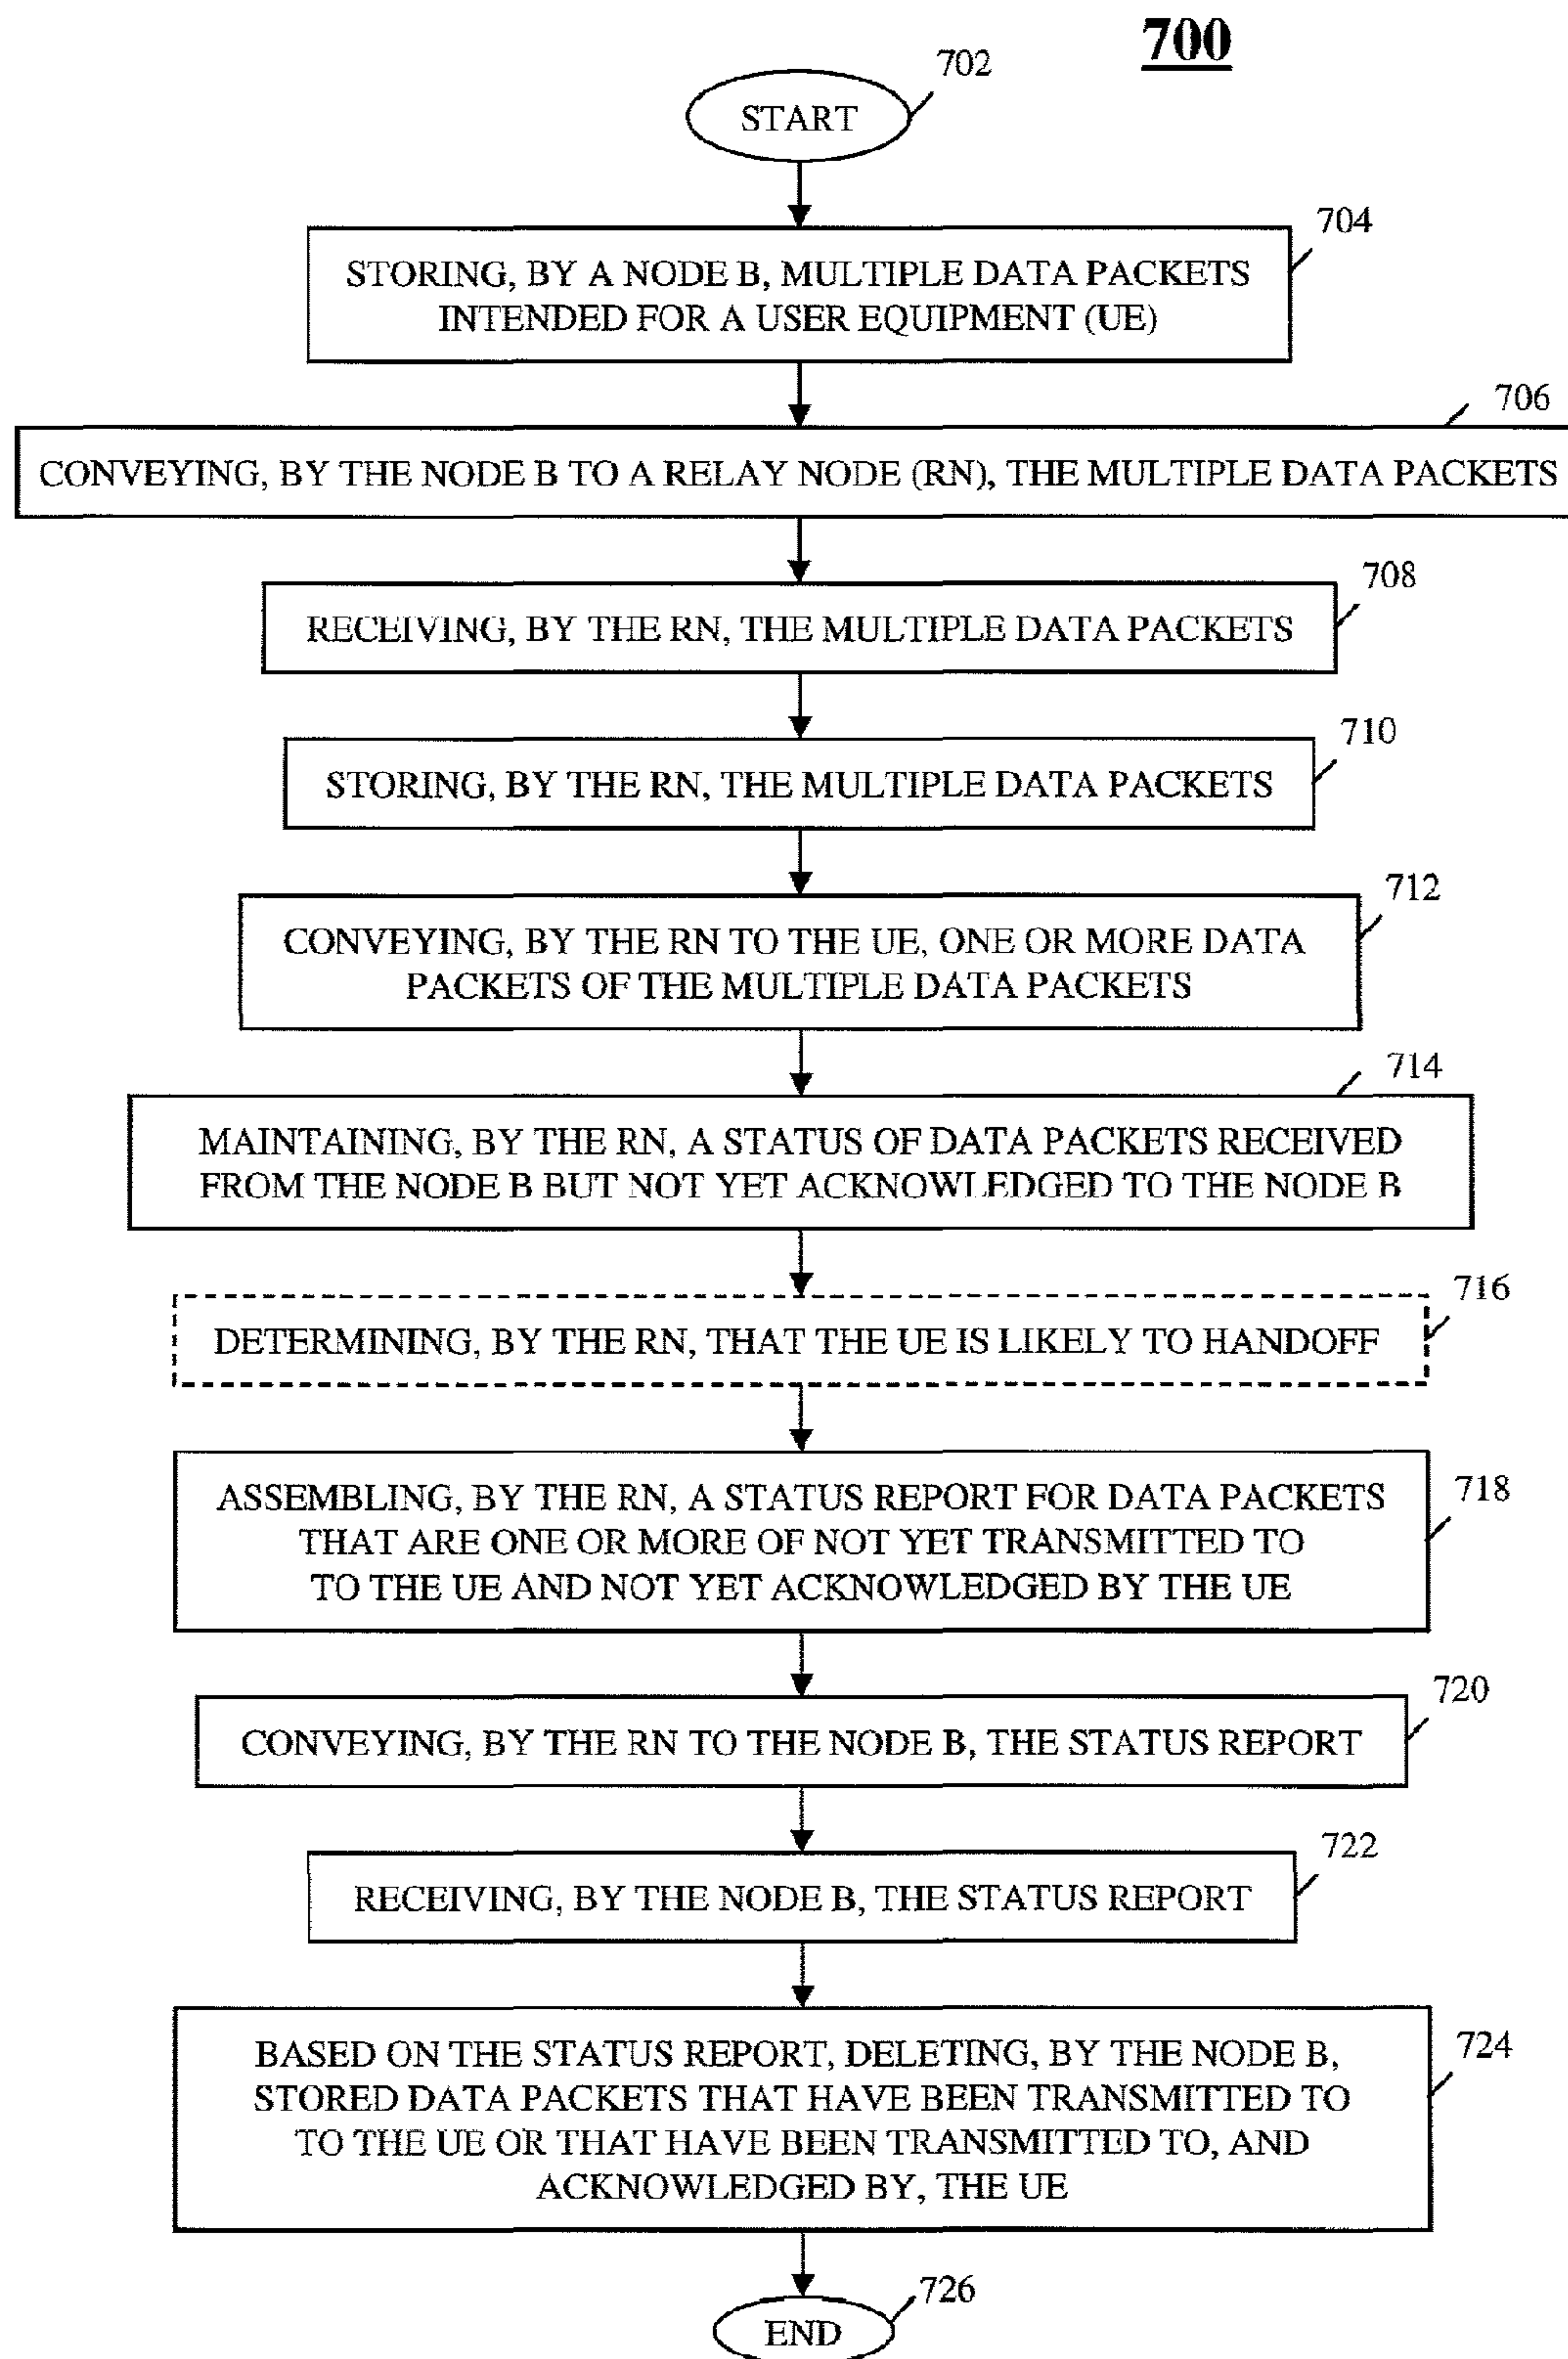 700
702
START
704
STORING, BY A NODE B, MULTIPLE DATA PACKETS
INTENDED FOR A USER EQUIPMENT (UE)
706
CONVEYING, BY THE NODE B TO A RELAY NODE (RN), THE MULTIPLE DATA PACKETS
708
RECEIVING, BY THE RN, THE MULTIPLE DATA PACKETS
710
STORING, BY THE RN, THE MULTIPLE DATA PACKETS
712
CONVEYING, BY THE RN TO THE UE, ONE OR MORE DATA
PACKETS OF THE MULTIPLE DATA PACKETS
714
MAINTAINING, BY THE RN, A STATUS OF DATA PACKETS RECEIVED
FROM THE NODE B BUT NOT YET ACKNOWLEDGED TO THE NODE B
716
DETERMINING, BY THE RN, THAT THE UE IS LIKELY TO HANDOFF
718
ASSEMBLING, BY THE RN, A STATUS REPORT FOR DATA PACKETS
THAT ARE ONE OR MORE OF NOT YET TRANSMITTED TO
TO THE UE AND NOT YET ACKNOWLEDGED BY THE UE
720
CONVEYING, BY THE RN TO THE NODE B, THE STATUS REPORT
722
RECEIVING, BY THE NODE B, THE STATUS REPORT
724
BASED ON THE STATUS REPORT, DELETING, BY THE NODE B,
STORED DATA PACKETS THAT HAVE BEEN TRANSMITTED TO
TO THE UE OR THAT HAVE BEEN TRANSMITTED TO, AND
ACKNOWLEDGED BY, THE UE
726
END